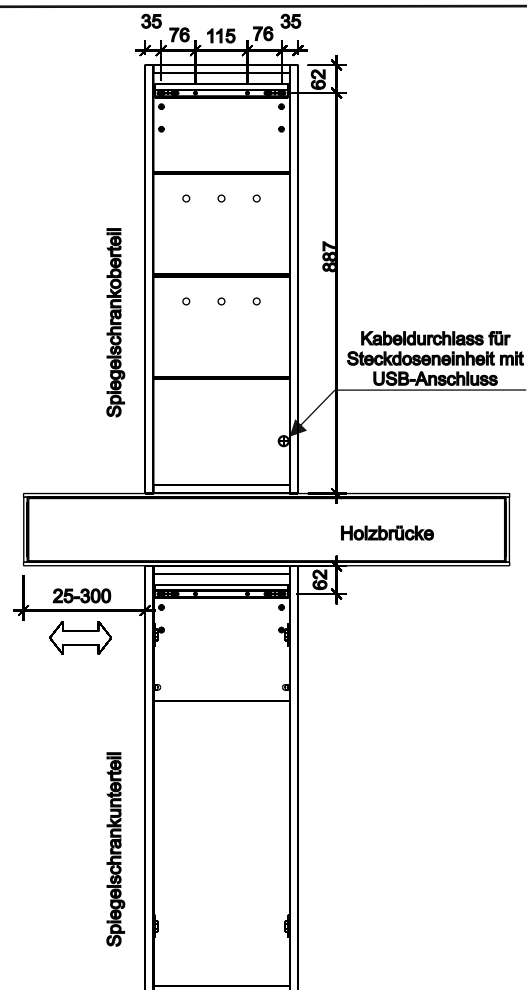 35
76
115
76
35
62
887
Spiegelschrankoberteil
Kabeldurchlass für
Steckdoseneinheit mit
USB-Anschluss
Holzbrücke
62
25-300
Spiegelschrankunterteil